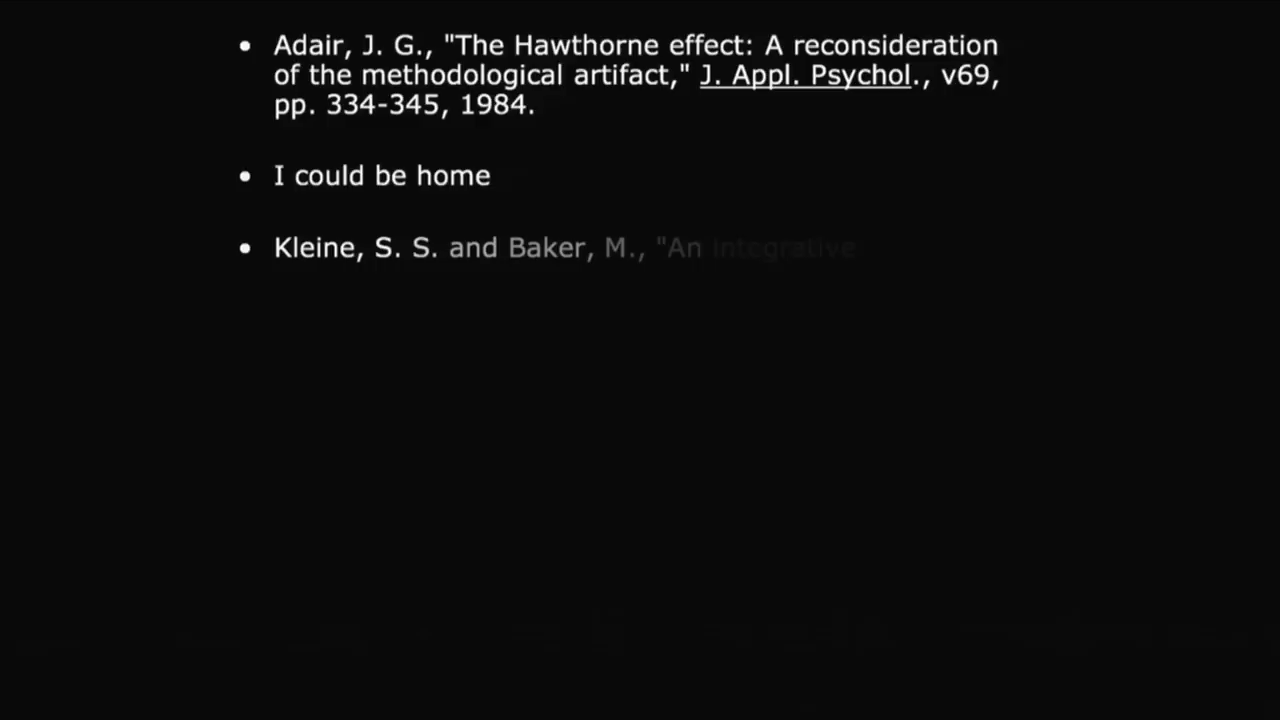 • Adair, J. G., "The Hawthorne effect: A reconsideration
of the methodological artifact," J. Appl. Psychol., v69,
pp. 334-345, 1984.
• I could be home
• Kleine, S. S. and Baker, M., "An integrative